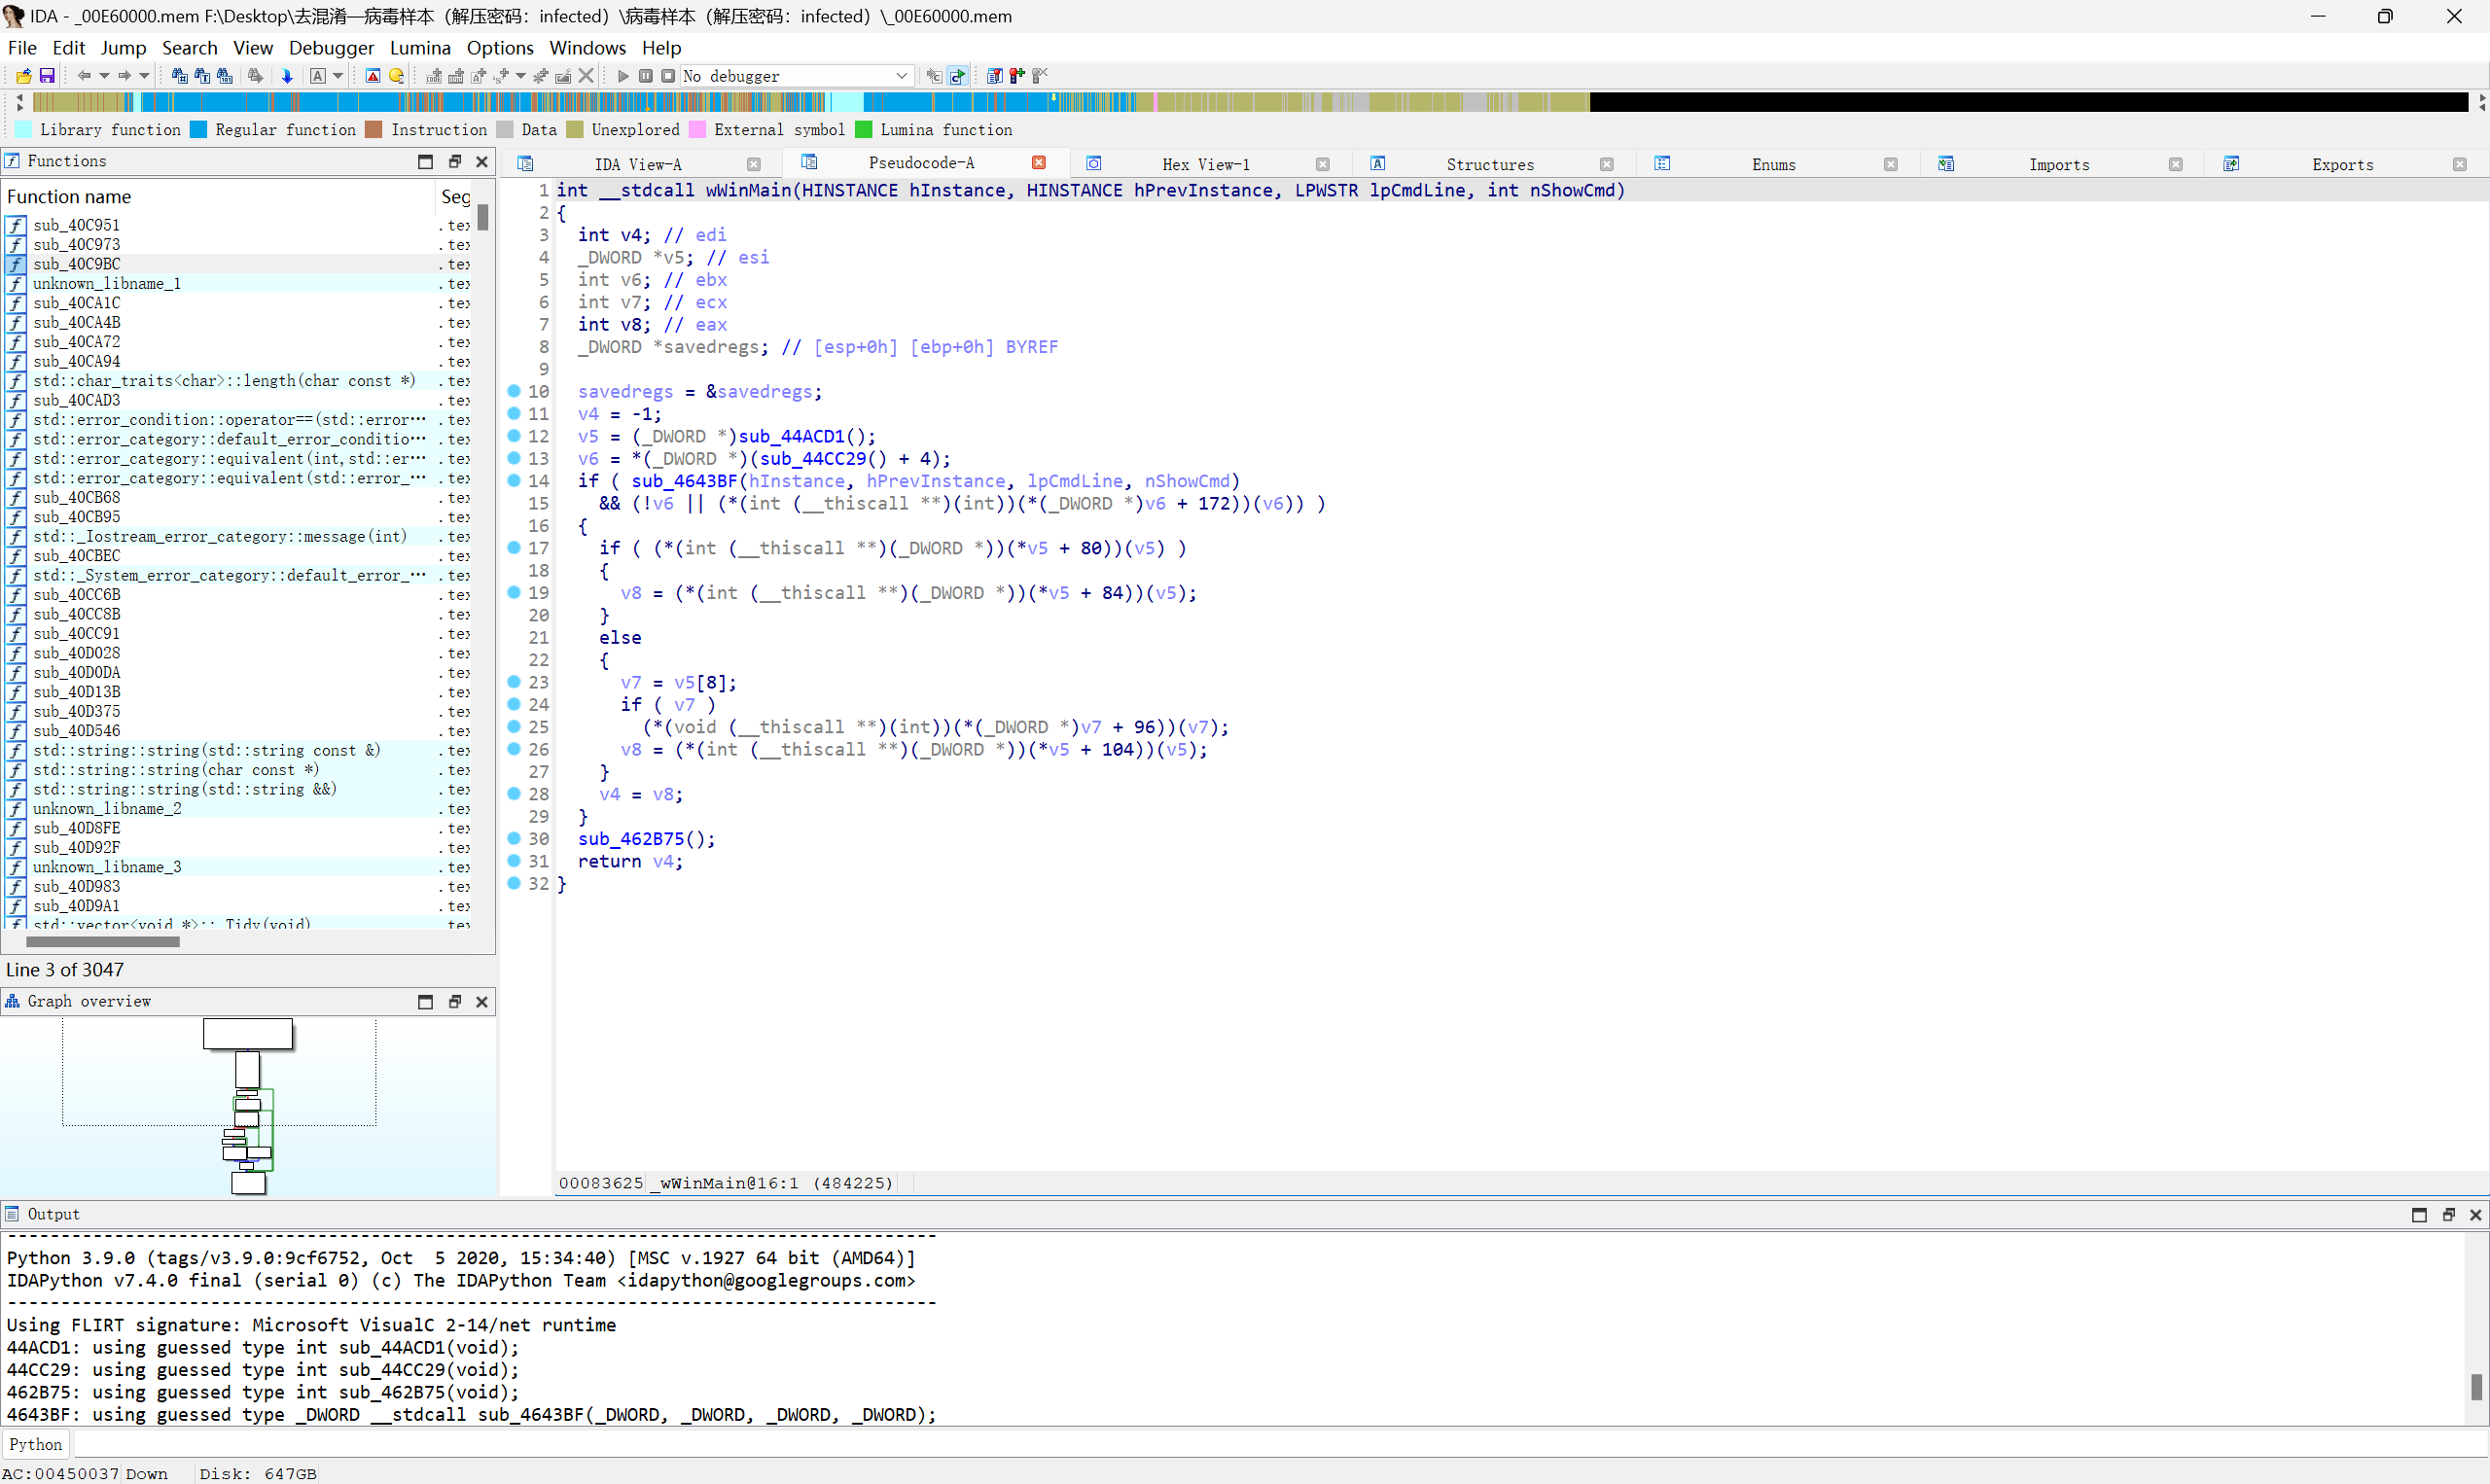 IDA - _00E60000.mem F:\Desktop\去混淆—病毒样本（解压密码：infected）\病毒样本（解压密码：infected）\_00E60000.mem
File Edit Jump Search View Debugger Lumina Options Windows Help
No debugger
Library function Regular function Instruction Data Unexplored External symbol Lumina function
Functions
IDA View-A Pseudocode-A Hex View-1 Structures Enums Imports Exports
Function name Seg
sub_40C951 .tex
sub_40C973 .tex
sub_40C9BC .tex
unknown_libname_1 .tex
sub_40CA1C .tex
sub_40CA4B .tex
sub_40CA72 .tex
sub_40CA94 .tex
std::char_traits<char>::length(char const *) .tex
sub_40CAD3 .tex
std::error_condition::operator==(std::error… .tex
std::error_category::default_error_conditio… .tex
std::error_category::equivalent(int,std::er… .tex
std::error_category::equivalent(std::error_… .tex
sub_40CB68 .tex
sub_40CB95 .tex
std::_Iostream_error_category::message(int) .tex
sub_40CBEC .tex
std::_System_error_category::default_error_… .tex
sub_40CC6B .tex
sub_40CC8B .tex
sub_40CC91 .tex
sub_40D028 .tex
sub_40D0DA .tex
sub_40D13B .tex
sub_40D375 .tex
sub_40D546 .tex
std::string::string(std::string const &) .tex
std::string::string(char const *) .tex
std::string::string(std::string &&) .tex
unknown_libname_2 .tex
sub_40D8FE .tex
sub_40D92F .tex
unknown_libname_3 .tex
sub_40D983 .tex
sub_40D9A1 .tex
std::vector<void *>::_Tidy(void) .tex
Line 3 of 3047
Graph overview
1 int __stdcall wWinMain(HINSTANCE hInstance, HINSTANCE hPrevInstance, LPWSTR lpCmdLine, int nShowCmd)
2 {
3 int v4; // edi
4 _DWORD *v5; // esi
5 int v6; // ebx
6 int v7; // ecx
7 int v8; // eax
8 _DWORD *savedregs; // [esp+0h] [ebp+0h] BYREF
9
10 savedregs = &savedregs;
11 v4 = -1;
12 v5 = (_DWORD *)sub_44ACD1();
13 v6 = *(_DWORD *)(sub_44CC29() + 4);
14 if ( sub_4643BF(hInstance, hPrevInstance, lpCmdLine, nShowCmd)
15 && (!v6 || (*(int (__thiscall **)(int))(*(_DWORD *)v6 + 172))(v6)) )
16 {
17 if ( (*(int (__thiscall **)(_DWORD *))(*v5 + 80))(v5) )
18 {
19 v8 = (*(int (__thiscall **)(_DWORD *))(*v5 + 84))(v5);
20 }
21 else
22 {
23 v7 = v5[8];
24 if ( v7 )
25 (*(void (__thiscall **)(int))(*(_DWORD *)v7 + 96))(v7);
26 v8 = (*(int (__thiscall **)(_DWORD *))(*v5 + 104))(v5);
27 }
28 v4 = v8;
29 }
30 sub_462B75();
31 return v4;
32 }
00083625 _wWinMain@16:1 (484225)
Output
---------------------------------------------------------------------------------------
Python 3.9.0 (tags/v3.9.0:9cf6752, Oct  5 2020, 15:34:40) [MSC v.1927 64 bit (AMD64)]
IDAPython v7.4.0 final (serial 0) (c) The IDAPython Team <idapython@googlegroups.com>
---------------------------------------------------------------------------------------
Using FLIRT signature: Microsoft VisualC 2-14/net runtime
44ACD1: using guessed type int sub_44ACD1(void);
44CC29: using guessed type int sub_44CC29(void);
462B75: using guessed type int sub_462B75(void);
4643BF: using guessed type _DWORD __stdcall sub_4643BF(_DWORD, _DWORD, _DWORD, _DWORD);
Python
AC:00450037 Down Disk: 647GB